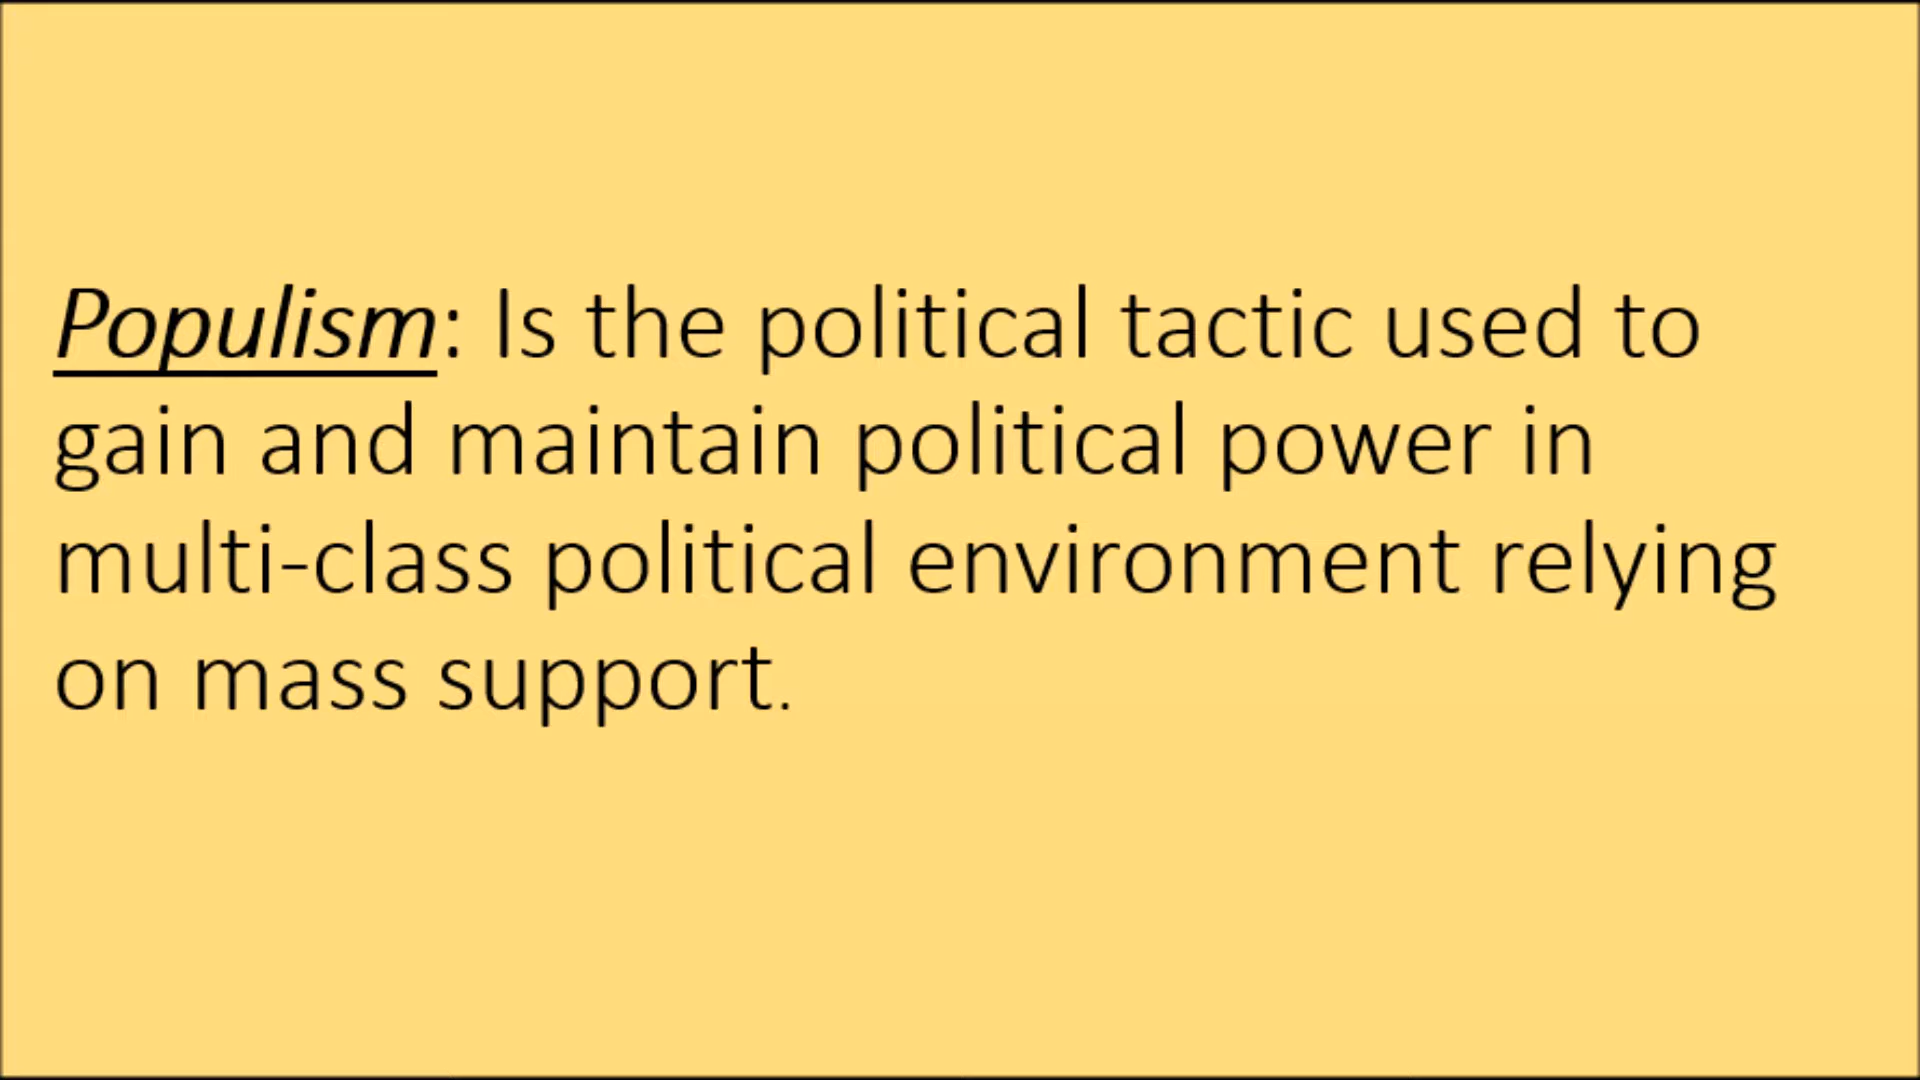 Populism: Is the political tactic used to
gain and maintain political power in
multi-class political environment relying
on mass support.